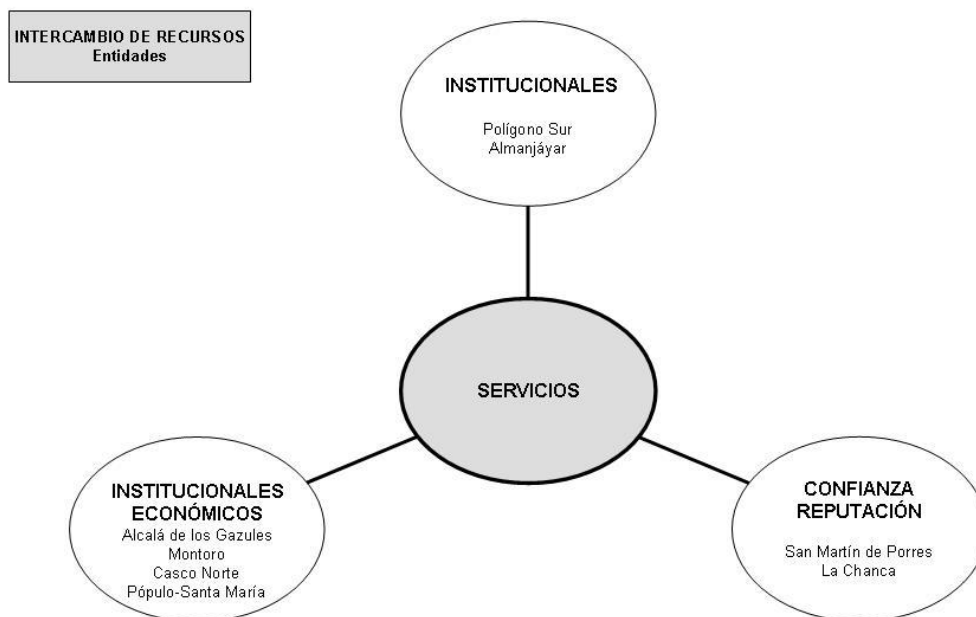 INTERCAMBIO DE RECURSOS
Entidades
INSTITUCIONALES
Polígono Sur
Almanjáyar
SERVICIOS
INSTITUCIONALES
ECONÓMICOS
Alcalá de los Gazules
Montoro
Casco Norte
Pópulo-Santa María
CONFIANZA
REPUTACIÓN
San Martín de Porres
La Chanca